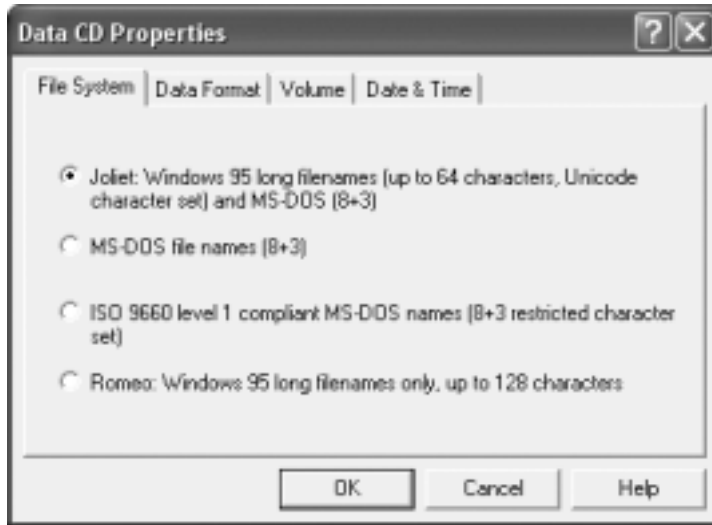 Data CD Properties
File System Data Format Volume Date & Time
Joliet: Windows 95 long filenames (up to 64 characters, Unicode
character set) and MS-DOS (8+3)
MS-DOS file names (8+3)
ISO 9660 level 1 compliant MS-DOS names (8+3 restricted character
set)
Romeo: Windows 95 long filenames only, up to 128 characters
OK Cancel Help